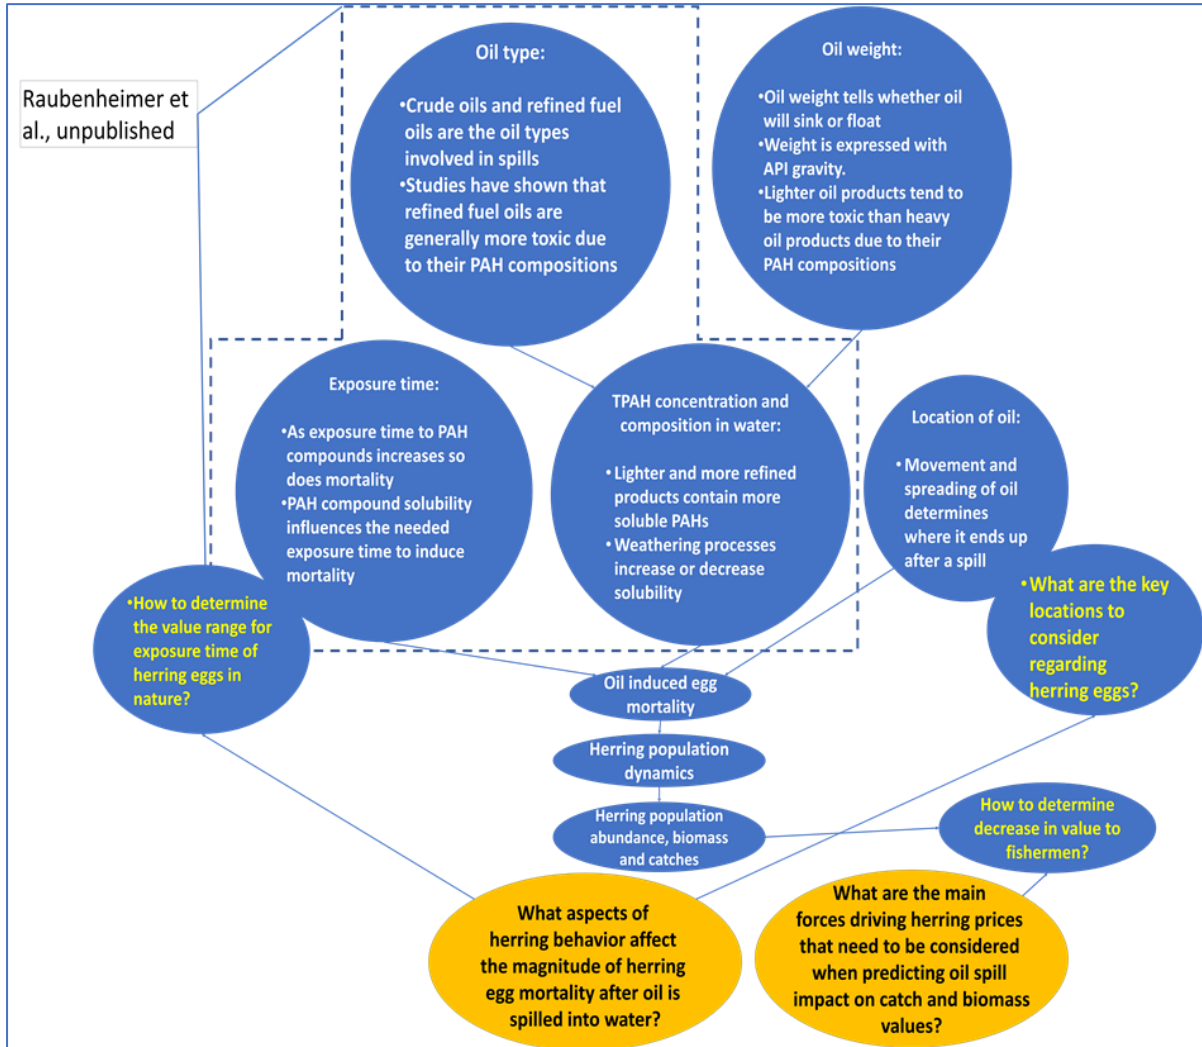 Raubenheimer et
al., unpublished
Oil type:
•Crude oils and refined fuel
oils are the oil types
involved in spills
•Studies have shown that
refined fuel oils are
generally more toxic due
to their PAH compositions
Oil weight:
•Oil weight tells whether oil
will sink or float
•Weight is expressed with
API gravity.
•Lighter oil products tend to
be more toxic than heavy
oil products due to their
PAH compositions
Exposure time:
•As exposure time to PAH
compounds increases so
does mortality
•PAH compound solubility
influences the needed
exposure time to induce
mortality
TPAH concentration and
composition in water:
• Lighter and more refined
products contain more
soluble PAHs
• Weathering processes
increase or decrease
solubility
Location of oil:
• Movement and
spreading of oil
determines
where it ends up
after a spill
•How to determine
the value range for
exposure time of
herring eggs in
nature?
•What are the key
locations to
consider
regarding
herring eggs?
Oil induced egg
mortality
Herring population
dynamics
Herring population
abundance, biomass
and catches
How to determine
decrease in value to
fishermen?
What aspects of
herring behavior affect
the magnitude of herring
egg mortality after oil is
spilled into water?
What are the main
forces driving herring prices
that need to be considered
when predicting oil spill
impact on catch and biomass
values?